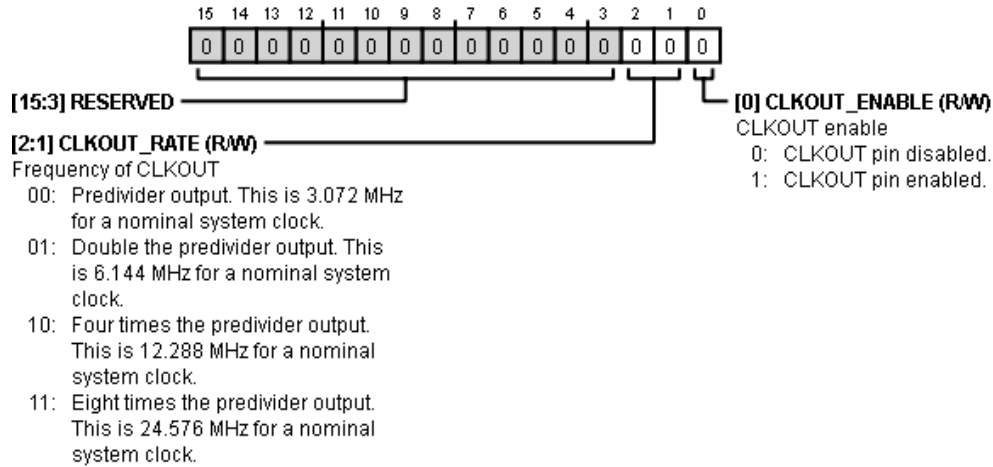 15 14 13 12 11 10 9 8 7 6 5 4 3 2 1 0
0 0 0 0 0 0 0 0 0 0 0 0 0 0 0 0
[15:3] RESERVED
[0] CLKOUT_ENABLE (R/W)
CLKOUT enable
0: CLKOUT pin disabled.
1: CLKOUT pin enabled.
[2:1] CLKOUT_RATE (R/W)
Frequency of CLKOUT
00: Predivider output. This is 3.072 MHz
for a nominal system clock.
01: Double the predivider output. This
is 6.144 MHz for a nominal system
clock.
10: Four times the predivider output.
This is 12.288 MHz for a nominal
system clock.
11: Eight times the predivider output.
This is 24.576 MHz for a nominal
system clock.